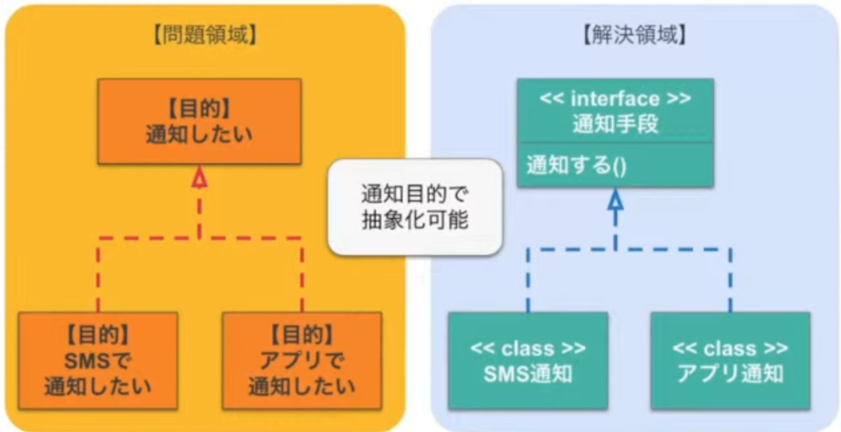 【問題領域】
【目的】
通知したい
【目的】
SMSで
通知したい
【目的】
アプリで
通知したい
通知目的で
抽象化可能
【解決領域】
<< interface >>
通知手段
通知する()
<< class >>
SMS通知
<< class >>
アプリ通知